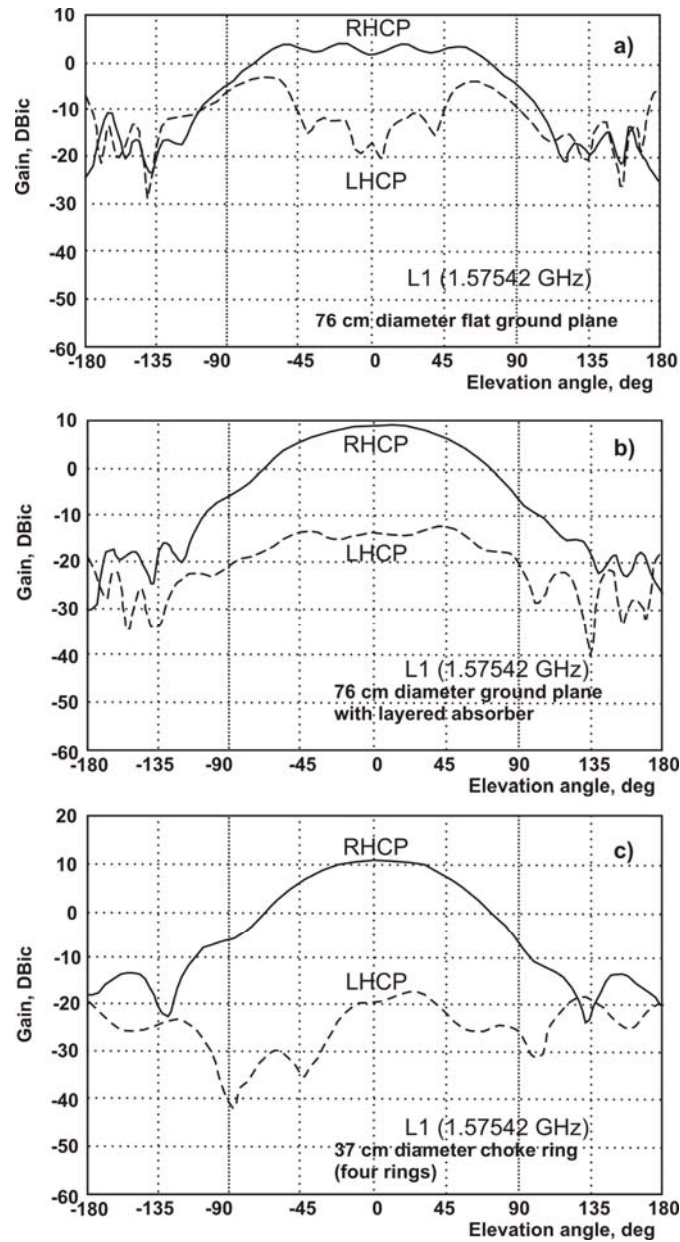 10
RHCP
a)
0
-10
-20
LHCP
-30
-40
L1 (1.57542 GHz)
-50
76 cm diameter flat ground plane
-60
Gain, DBic
-180 -135 -90 -45 0 45 90 135 180
Elevation angle, deg
10
b)
RHCP
0
-10
LHCP
-20
-30
-40
L1 (1.57542 GHz)
76 cm diameter ground plane
with layered absorber
-50
-60
Gain, DBic
-180 -135 -90 -45 0 45 90 135 180
Elevation angle, deg
20
c)
RHCP
10
0
-10
LHCP
-20
-30
-40
L1 (1.57542 GHz)
37 cm diameter choke ring
(four rings)
-50
-60
Gain, DBic
-180 -135 -90 -45 0 45 90 135 180
Elevation angle, deg